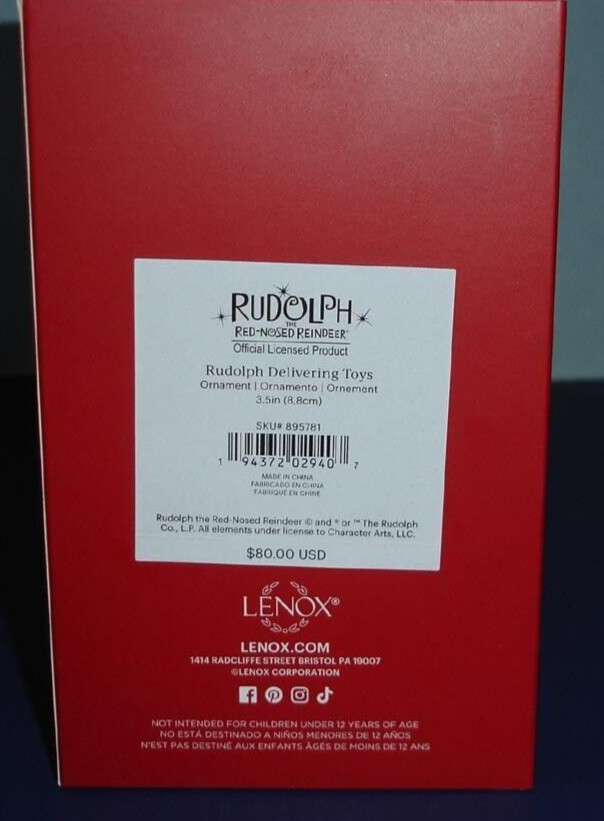 RUDOLPH
THE
RED-NOSED REINDEER™
Official Licensed Product
Rudolph Delivering Toys
Ornament | Ornamento | Ornement
3.5in (8,8cm)
SKU# 895781
1 94372 02940 7
MADE IN CHINA
FABRICADO EN CHINA
FABRIQUÉ EN CHINE
Rudolph the Red-Nosed Reindeer © and ® or ™ The Rudolph
Co., L.P. All elements under license to Character Arts, LLC.
$80.00 USD
LENOX®
LENOX.COM
1414 RADCLIFFE STREET BRISTOL PA 19007
©LENOX CORPORATION
NOT INTENDED FOR CHILDREN UNDER 12 YEARS OF AGE
NO ESTÁ DESTINADO A NIÑOS MENORES DE 12 AÑOS
N'EST PAS DESTINÉ AUX ENFANTS ÂGÉS DE MOINS DE 12 ANS